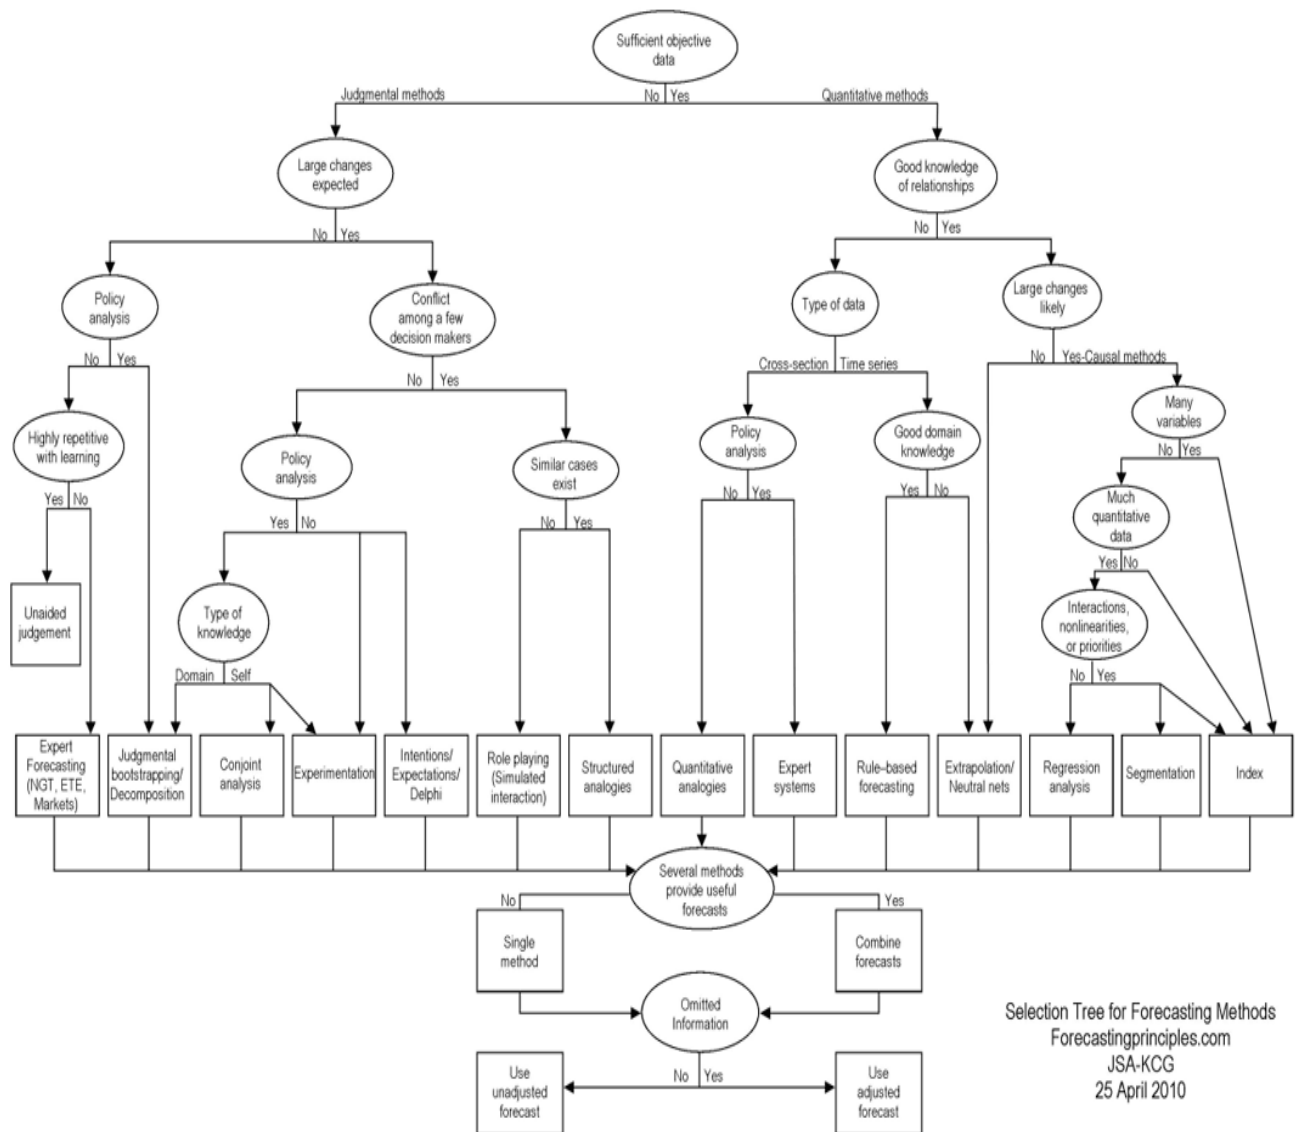 Sufficient objective
data
Judgmental methods
No
Yes
Quantitative methods
Large changes
expected
Good knowledge
of relationships
No
Yes
No
Yes
Policy
analysis
Conflict
among a few
decision makers
Type of data
Large changes
likely
No
Yes
No
Yes
Cross-section
Time series
No
Yes-Causal methods
Highly repetitive
with learning
Policy
analysis
Similar cases
exist
Policy
analysis
Good domain
knowledge
Many
variables
No
Yes
Yes
No
Yes
No
No
Yes
No
Yes
Yes
No
Much
quantitative
data
Yes
No
Unaided
judgement
Type of
knowledge
Interactions,
nonlinearities,
or priorities
Domain
Self
No
Yes
Expert
Forecasting
(NGT, ETE,
Markets)
Judgmental
bootstrapping/
Decomposition
Conjoint
analysis
Experimentation
Intentions/
Expectations/
Delphi
Role playing
(Simulated
interaction)
Structured
analogies
Quantitative
analogies
Expert
systems
Rule–based
forecasting
Extrapolation/
Neutral nets
Regression
analysis
Segmentation
Index
Several methods
provide useful
forecasts
No
Yes
Single
method
Combine
forecasts
Omitted
Information
No
Yes
Use
unadjusted
forecast
Use
adjusted
forecast
Selection Tree for Forecasting Methods
Forecastingprinciples.com
JSA-KCG
25 April 2010